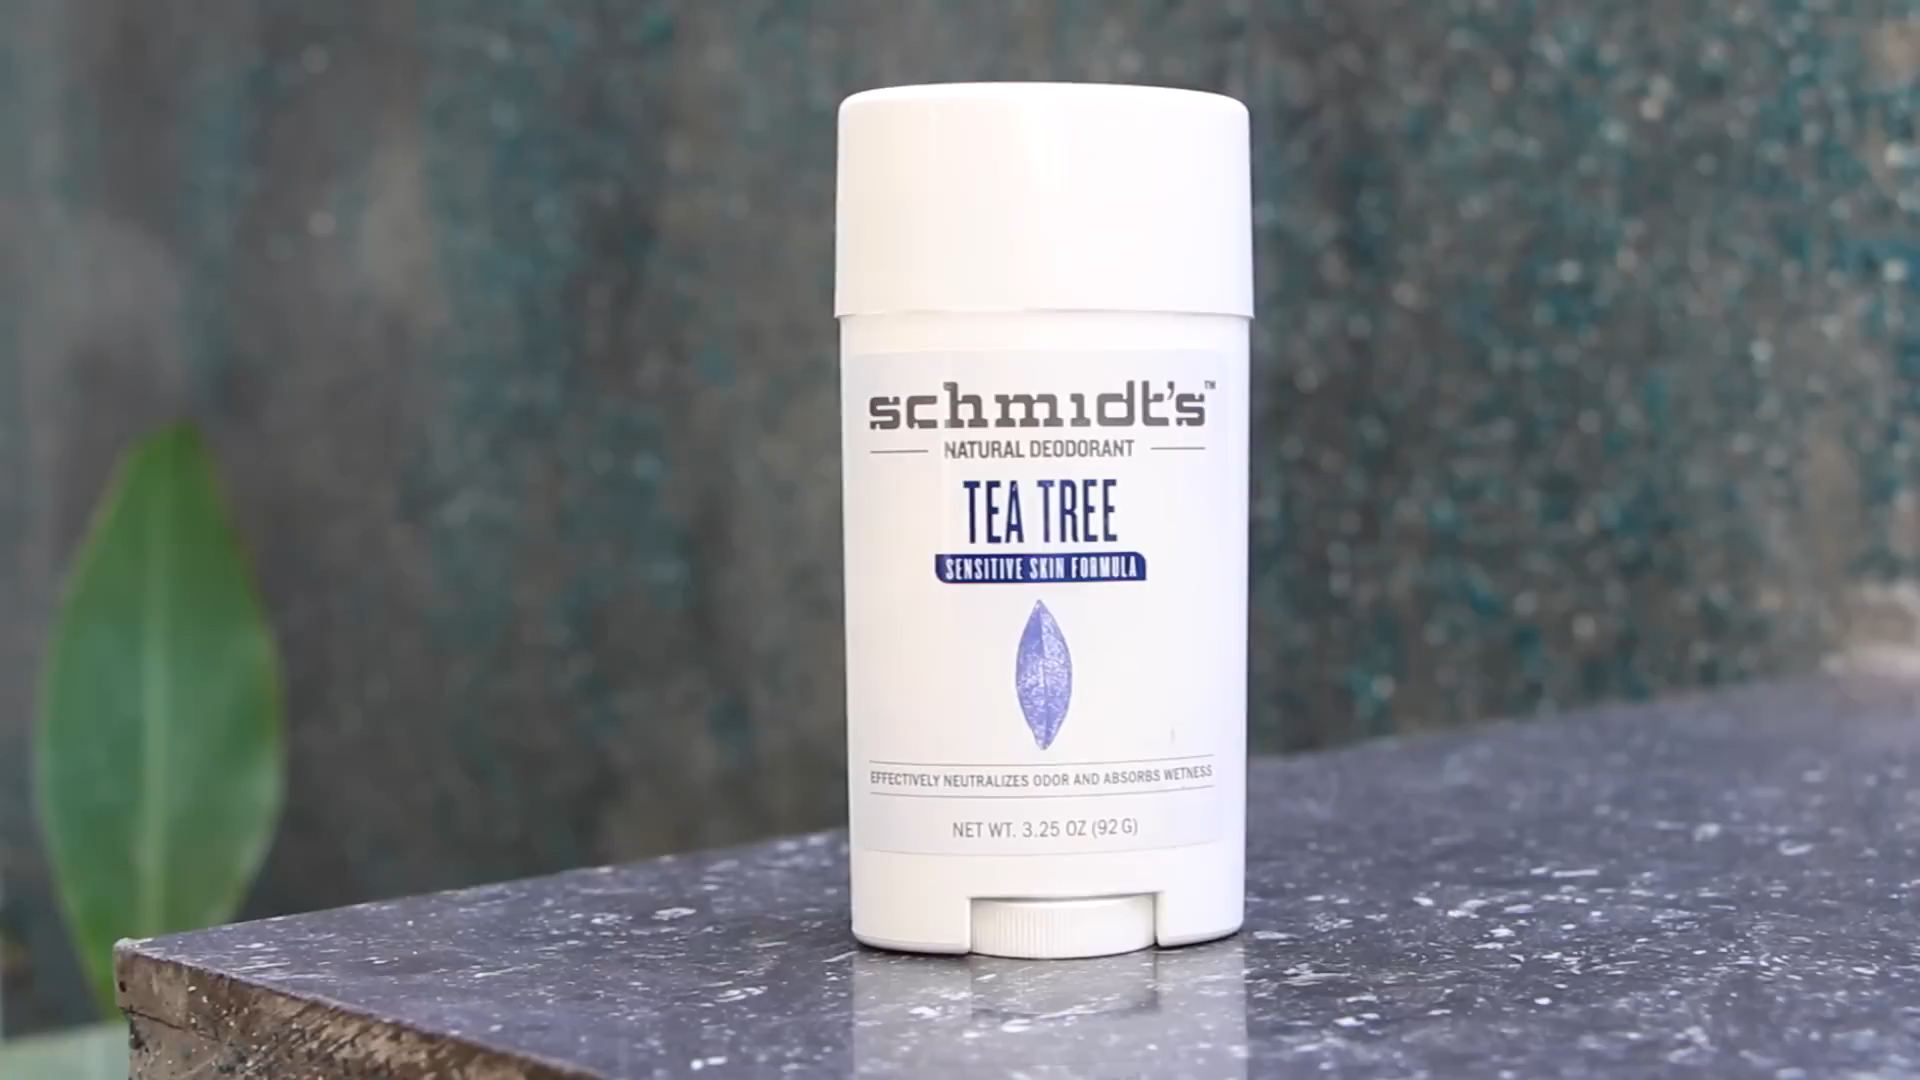 schmidt's™
NATURAL DEODORANT
TEA TREE
SENSITIVE SKIN FORMULA
EFFECTIVELY NEUTRALIZES ODOR AND ABSORBS WETNESS
NET WT. 3.25 OZ (92 G)